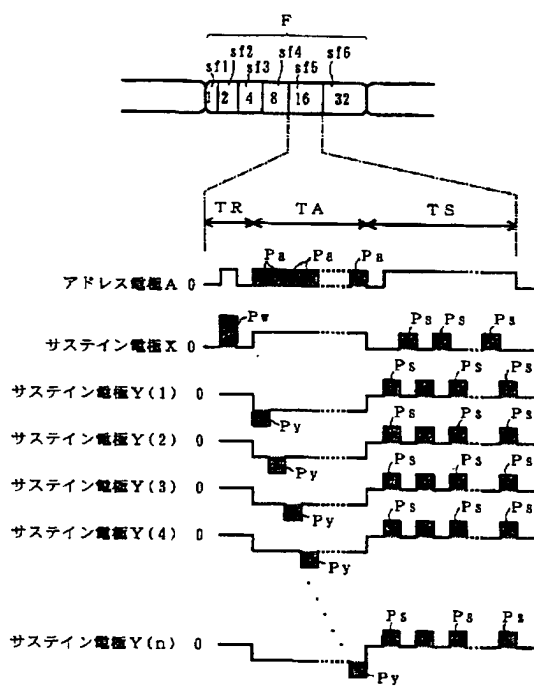 F
sf2 sf4 sf6
sf1 sf3 sf5
1 2 4 8 16 32
TR TA TS
Pa Pa Pa
アドレス電極A 0
Pw Ps Ps Ps
サステイン電極X 0
Ps Ps Ps
サステイン電極Y(1) 0
Py
Ps Ps Ps
サステイン電極Y(2) 0
Py
Ps Ps Ps
サステイン電極Y(3) 0
Py
Ps Ps Ps
サステイン電極Y(4) 0
Py
Ps Ps Ps
サステイン電極Y(n) 0
Py